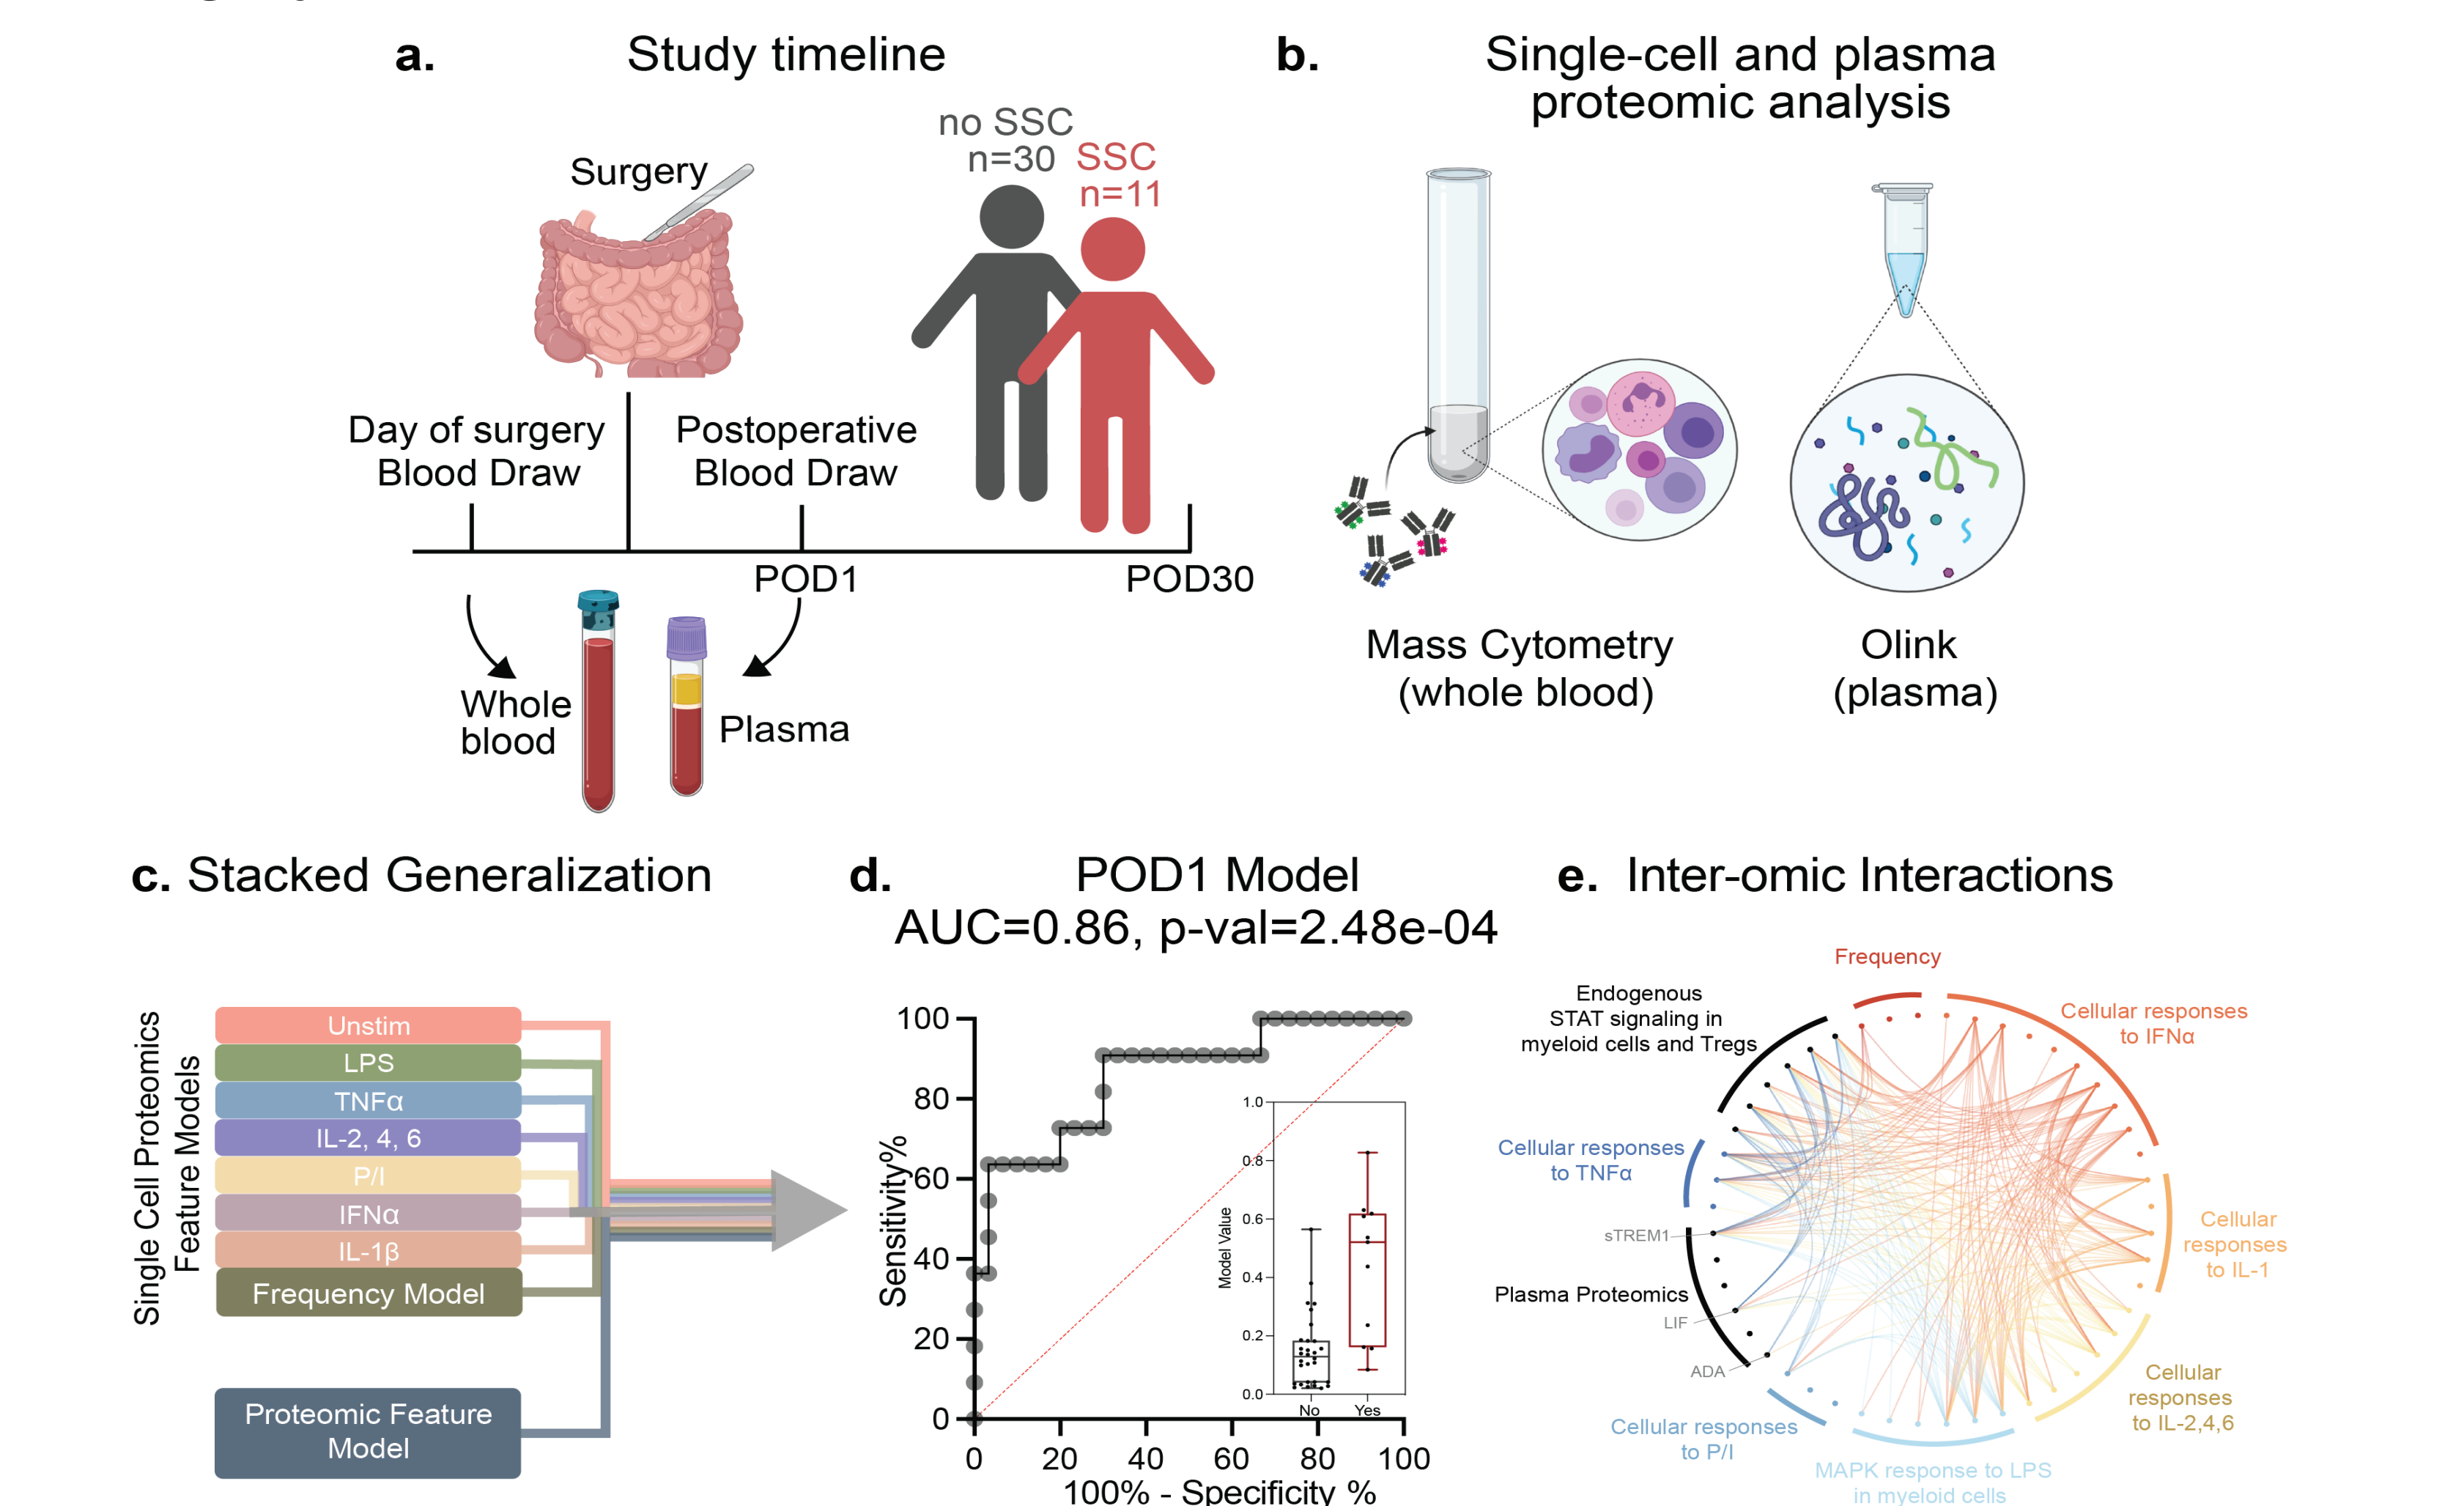 a.
Study timeline
no SSC
n=30
SSC
n=11
Surgery
Day of surgery
Blood Draw
Postoperative
Blood Draw
POD1
POD30
Whole
blood
Plasma
b.
Single-cell and plasma
proteomic analysis
Mass Cytometry
(whole blood)
Olink
(plasma)
c. Stacked Generalization
Single Cell Proteomics
Feature Models
Unstim
LPS
TNFα
IL-2, 4, 6
P/I
IFNα
IL-1β
Frequency Model
Proteomic Feature
Model
d.
POD1 Model
AUC=0.86, p-val=2.48e-04
Sensitivity%
100
80
60
40
20
0
0 20 40 60 80 100
100% - Specificity %
Model Value
1.0
0.8
0.6
0.4
0.2
0.0
No Yes
e. Inter-omic Interactions
Frequency
Endogenous
STAT signaling in
myeloid cells and Tregs
Cellular responses
to IFNα
Cellular responses
to TNFα
sTREM1
Plasma Proteomics
LIF
ADA
Cellular
responses
to IL-1
Cellular
responses
to IL-2,4,6
Cellular responses
to P/I
MAPK response to LPS
in myeloid cells